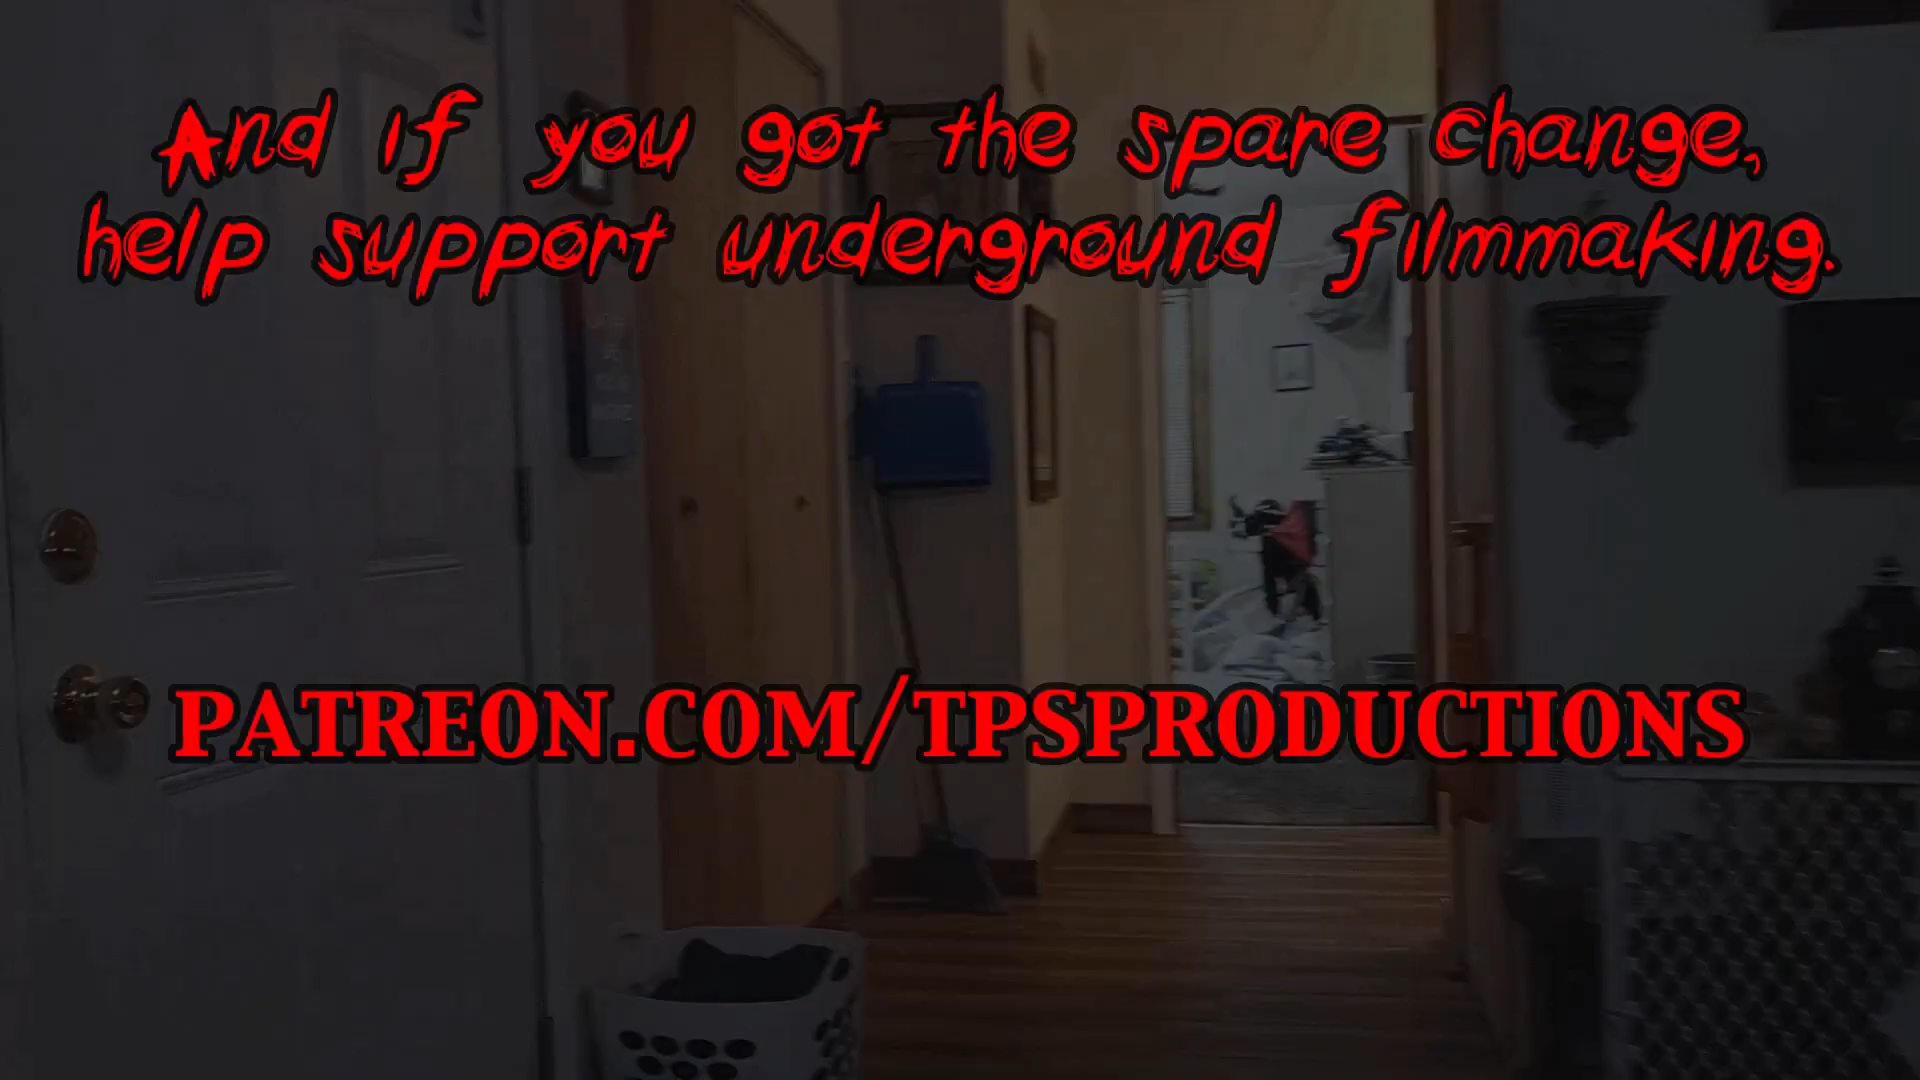 And if you got the spare change,
help support underground filmmaking.
PATREON.COM/TPSPRODUCTIONS